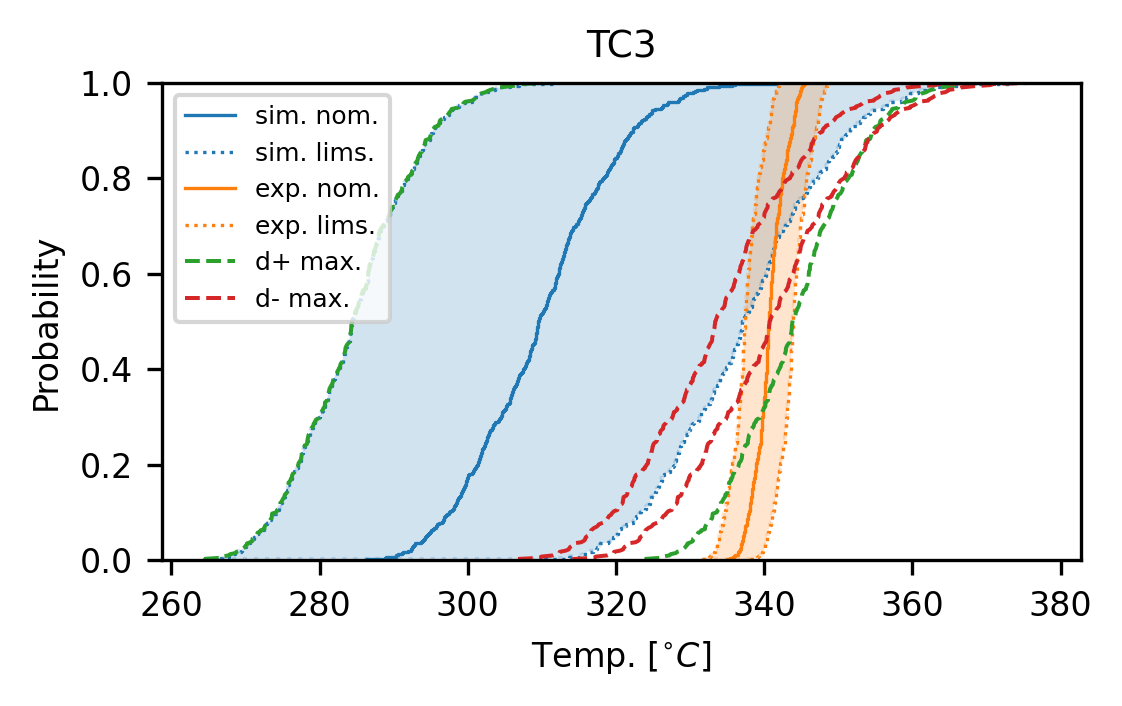 TC3
1.0
0.8
0.6
0.4
0.2
0.0
Probability
sim. nom.
sim. lims.
exp. nom.
exp. lims.
d+ max.
d- max.
260 280 300 320 340 360 380
Temp. [°C]